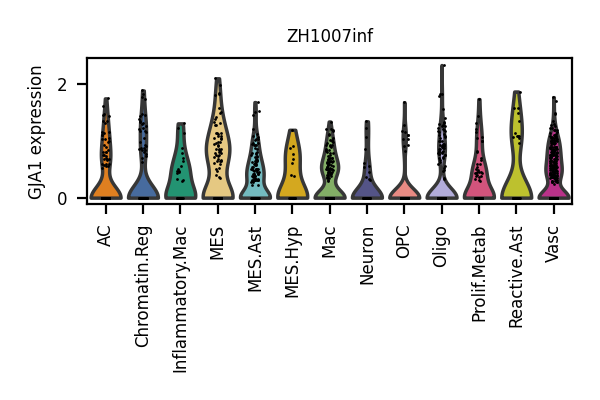 ZH1007inf
GJA1 expression
2
0
AC
Chromatin.Reg
Inflammatory.Mac
MES
MES.Ast
MES.Hyp
Mac
Neuron
OPC
Oligo
Prolif.Metab
Reactive.Ast
Vasc